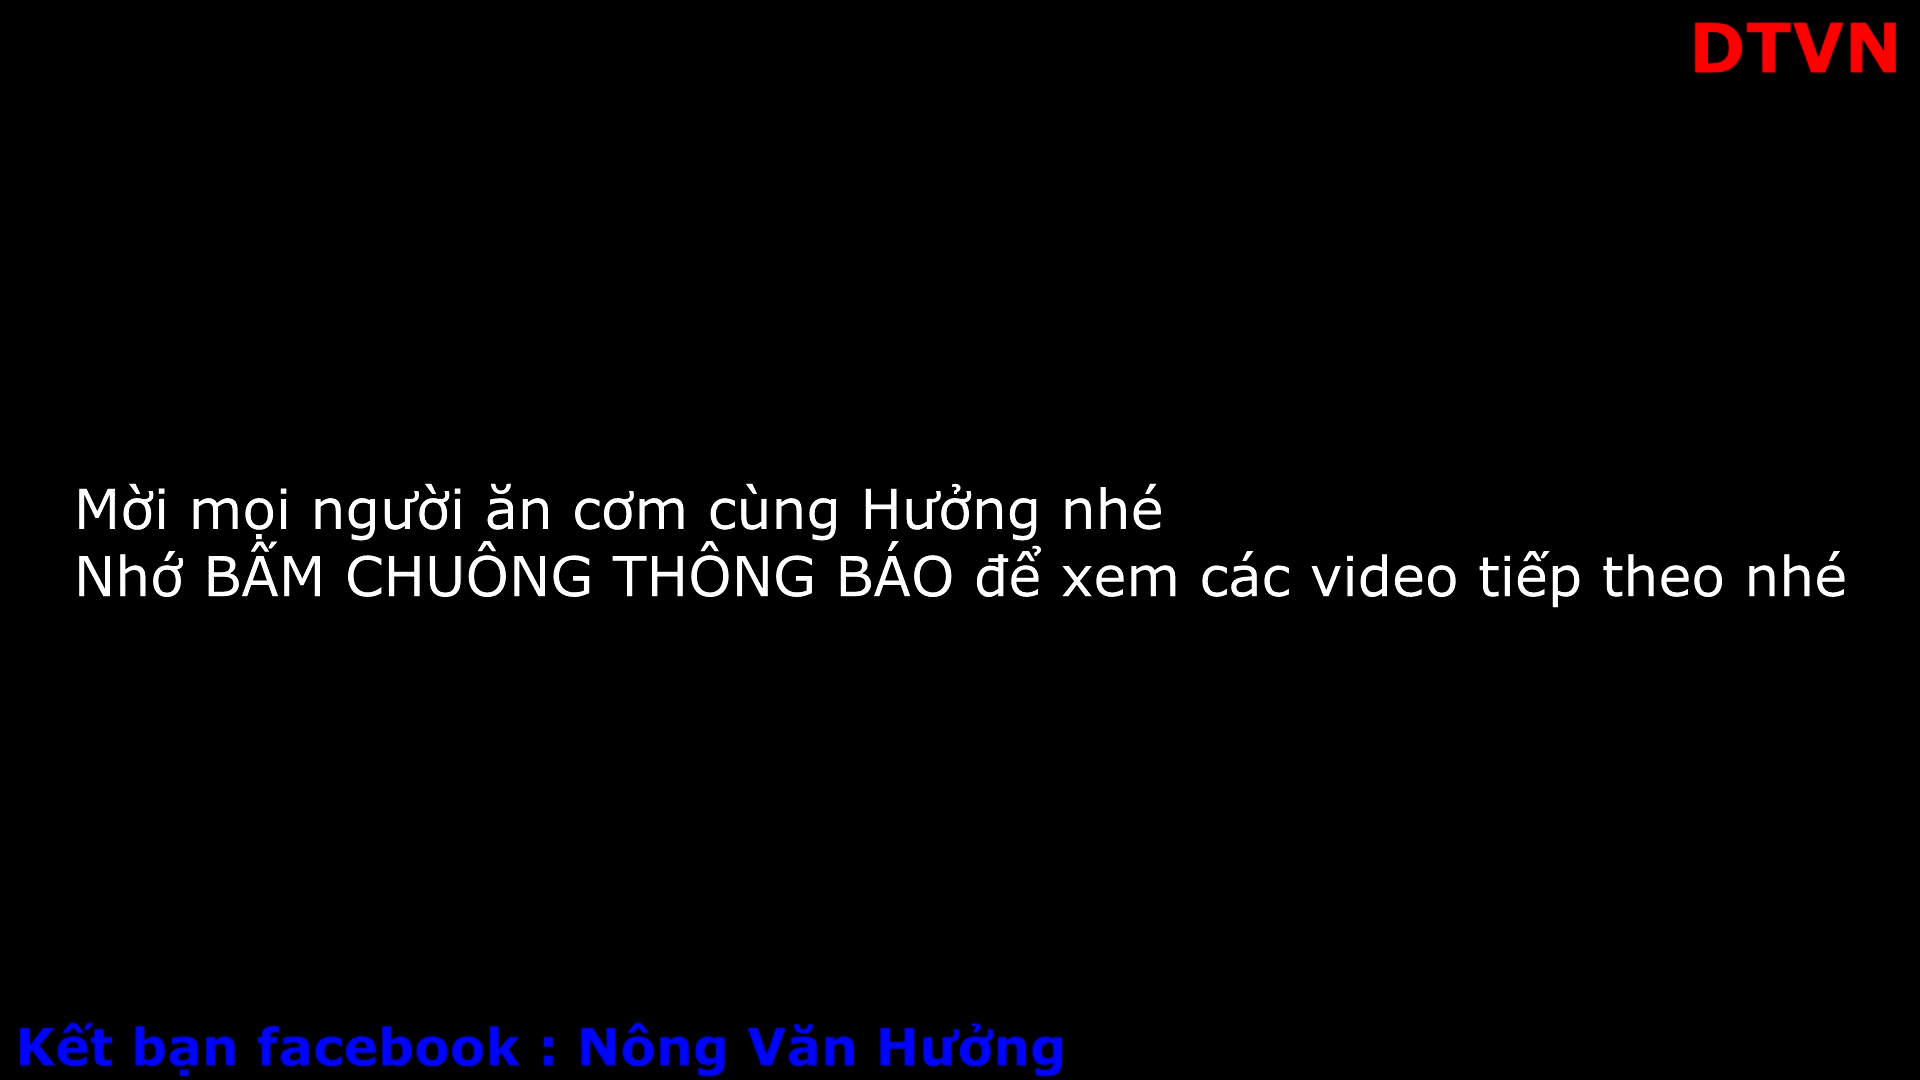 DTVN
Mời mọi người ăn cơm cùng Hưởng nhé
Nhớ BẤM CHUÔNG THÔNG BÁO để xem các video tiếp theo nhé
Kết bạn facebook : Nông Văn Hưởng